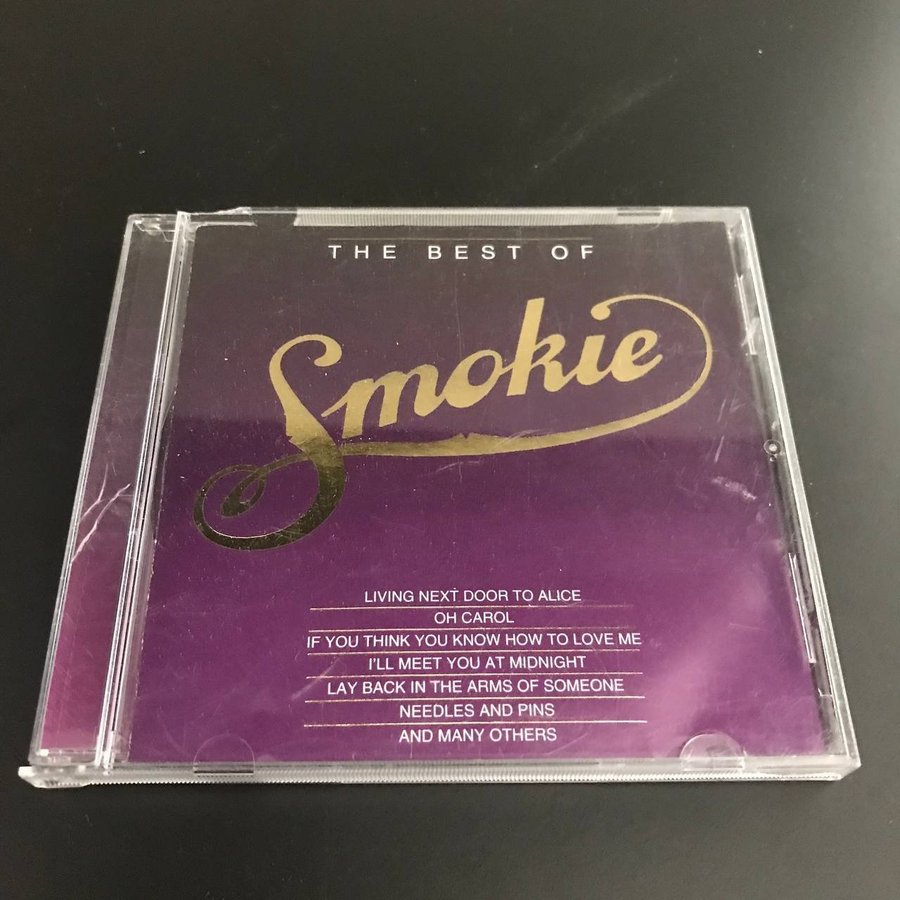 THE BEST OF
Smokie
LIVING NEXT DOOR TO ALICE
OH CAROL
IF YOU THINK YOU KNOW HOW TO LOVE ME
I'LL MEET YOU AT MIDNIGHT
LAY BACK IN THE ARMS OF SOMEONE
NEEDLES AND PINS
AND MANY OTHERS